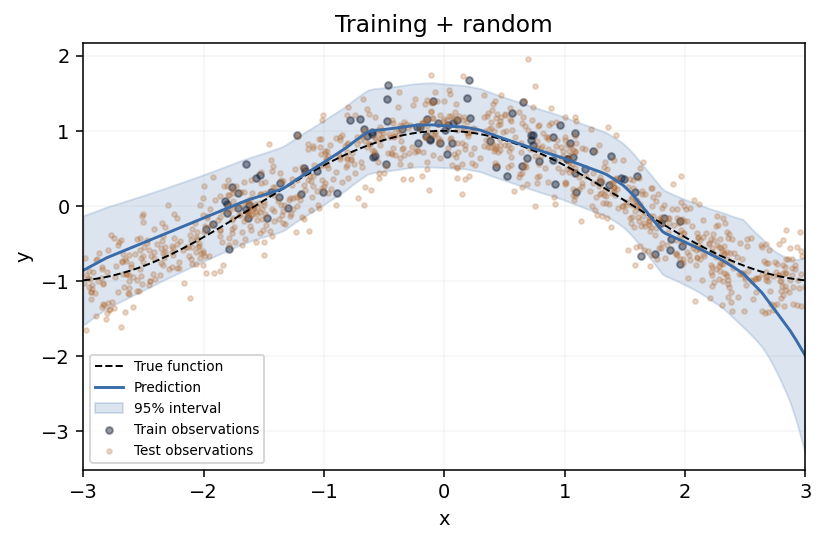 Training + random
2
1
0
−1
−2
−3
y
−3
−2
−1
0
1
2
3
x
True function
Prediction
95% interval
Train observations
Test observations